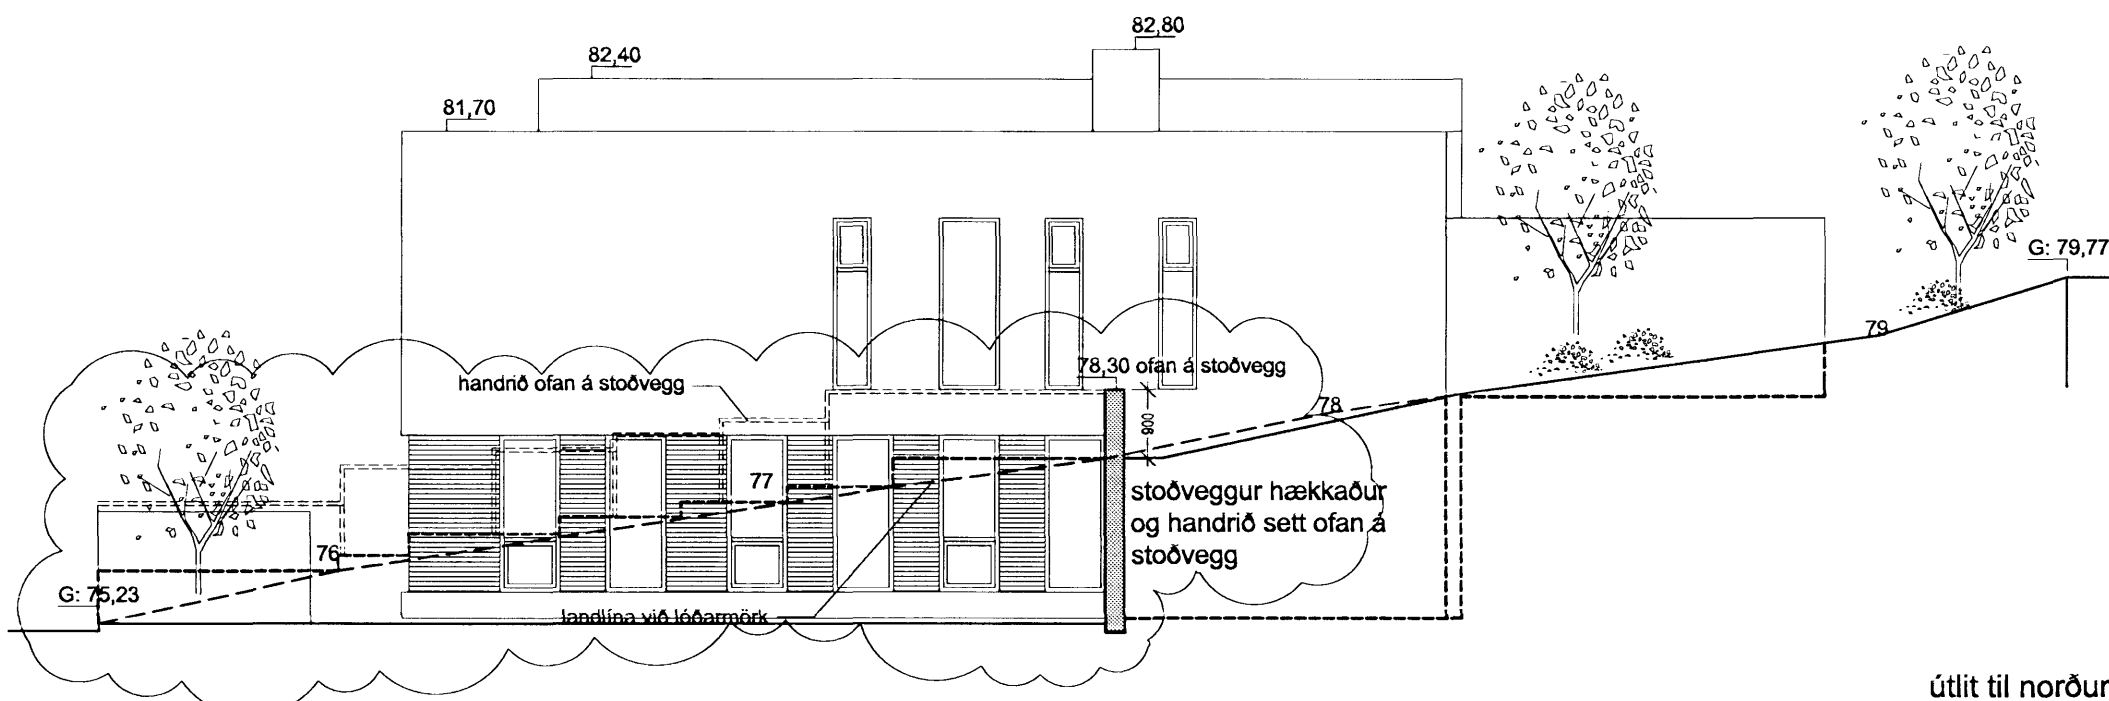 82,80
82,40
81,70
G: 79,77
79
78,30 ofan á stoðvegg
handrið ofan á stoðvegg
78
900
77
stoðveggur hækkaður
og handrið sett ofan á
stoðvegg
76
G: 75,23
landlína við lóðarmörk
útlit til norður